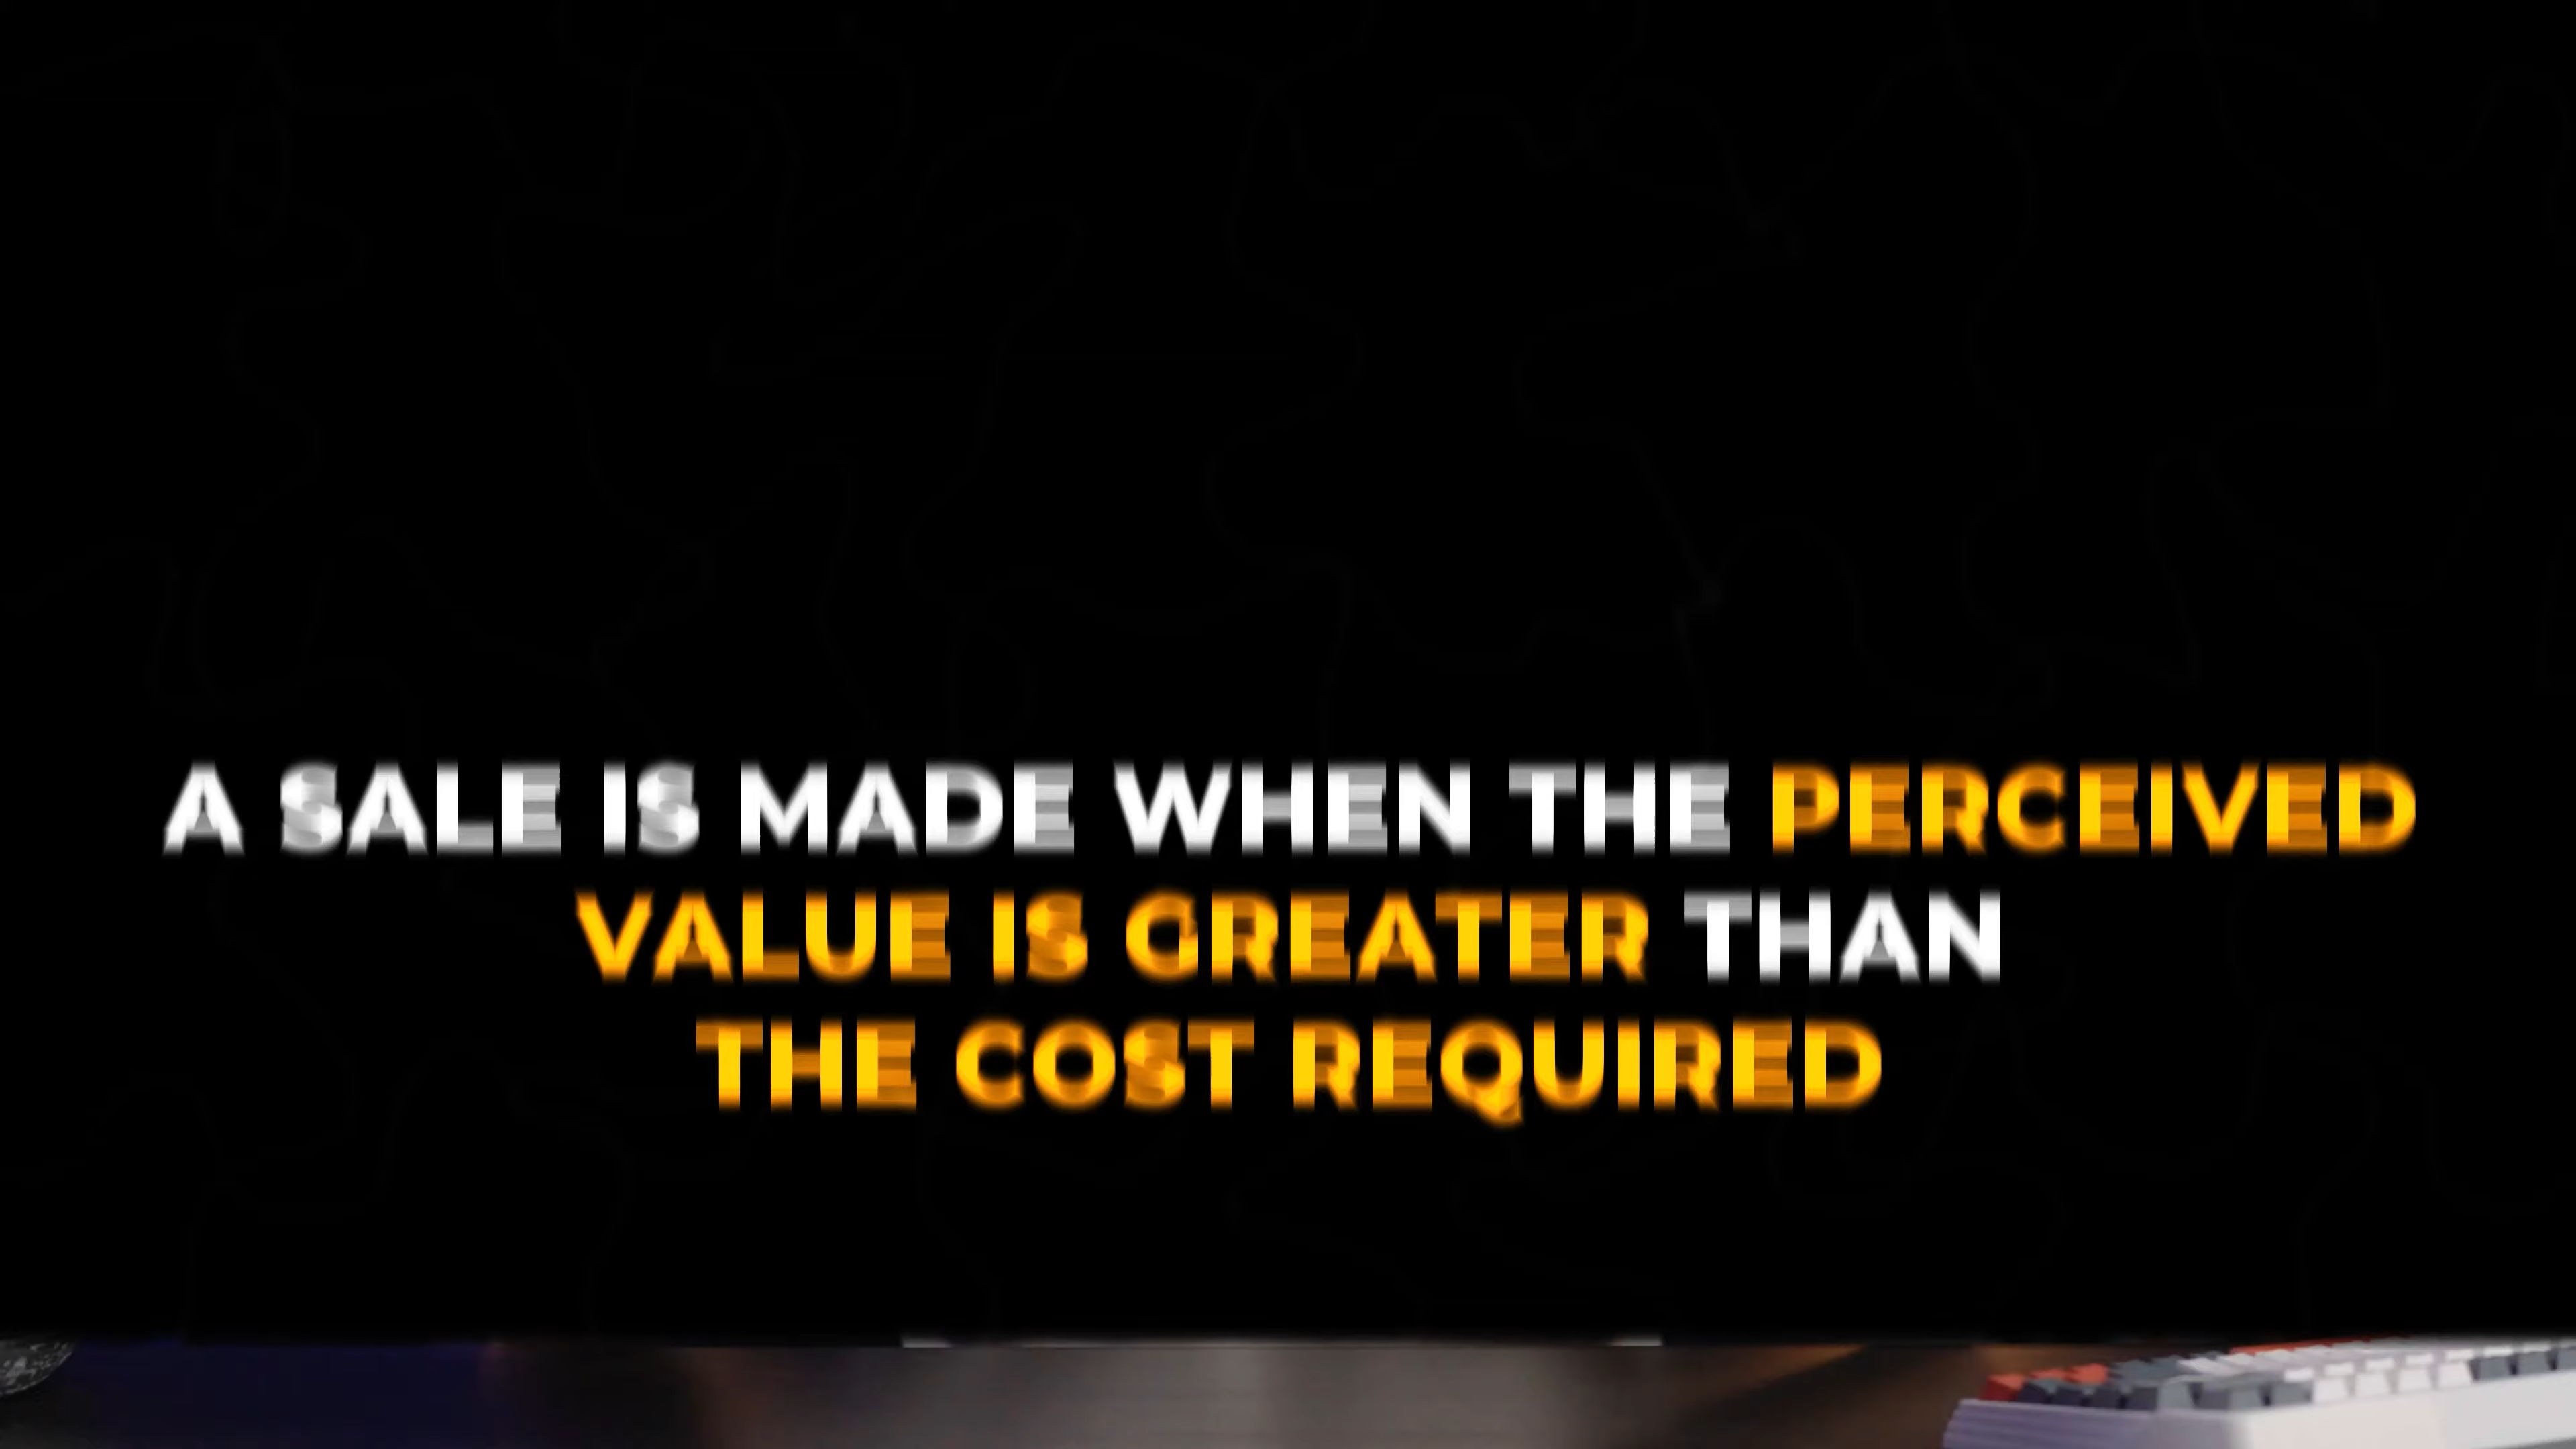 A SALE IS MADE WHEN THE PERCEIVED
VALUE IS GREATER THAN
THE COST REQUIRED